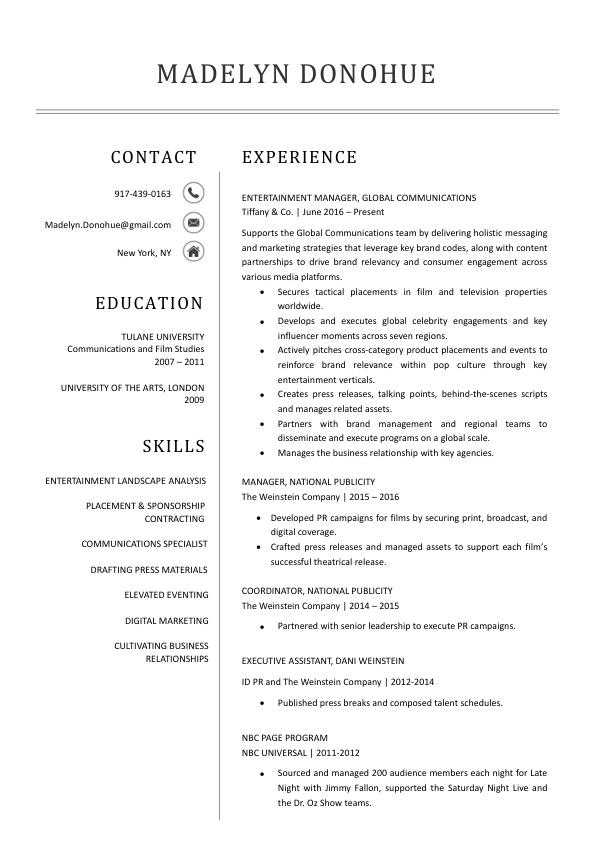 MADELYN DONOHUE
CONTACT
917-439-0163
Madelyn.Donohue@gmail.com
New York, NY
EDUCATION
TULANE UNIVERSITY
Communications and Film Studies
2007 – 2011
UNIVERSITY OF THE ARTS, LONDON
2009
SKILLS
ENTERTAINMENT LANDSCAPE ANALYSIS
PLACEMENT & SPONSORSHIP
CONTRACTING
COMMUNICATIONS SPECIALIST
DRAFTING PRESS MATERIALS
ELEVATED EVENTING
DIGITAL MARKETING
CULTIVATING BUSINESS
RELATIONSHIPS
EXPERIENCE
ENTERTAINMENT MANAGER, GLOBAL COMMUNICATIONS
Tiffany & Co. | June 2016 – Present
Supports the Global Communications team by delivering holistic messaging
and marketing strategies that leverage key brand codes, along with content
partnerships to drive brand relevancy and consumer engagement across
various media platforms.
• Secures tactical placements in film and television properties
worldwide.
• Develops and executes global celebrity engagements and key
influencer moments across seven regions.
• Actively pitches cross-category product placements and events to
reinforce brand relevance within pop culture through key
entertainment verticals.
• Creates press releases, talking points, behind-the-scenes scripts
and manages related assets.
• Partners with brand management and regional teams to
disseminate and execute programs on a global scale.
• Manages the business relationship with key agencies.
MANAGER, NATIONAL PUBLICITY
The Weinstein Company | 2015 – 2016
• Developed PR campaigns for films by securing print, broadcast, and
digital coverage.
• Crafted press releases and managed assets to support each film's
successful theatrical release.
COORDINATOR, NATIONAL PUBLICITY
The Weinstein Company | 2014 – 2015
• Partnered with senior leadership to execute PR campaigns.
EXECUTIVE ASSISTANT, DANI WEINSTEIN
ID PR and The Weinstein Company | 2012-2014
• Published press breaks and composed talent schedules.
NBC PAGE PROGRAM
NBC UNIVERSAL | 2011-2012
• Sourced and managed 200 audience members each night for Late
Night with Jimmy Fallon, supported the Saturday Night Live and
the Dr. Oz Show teams.